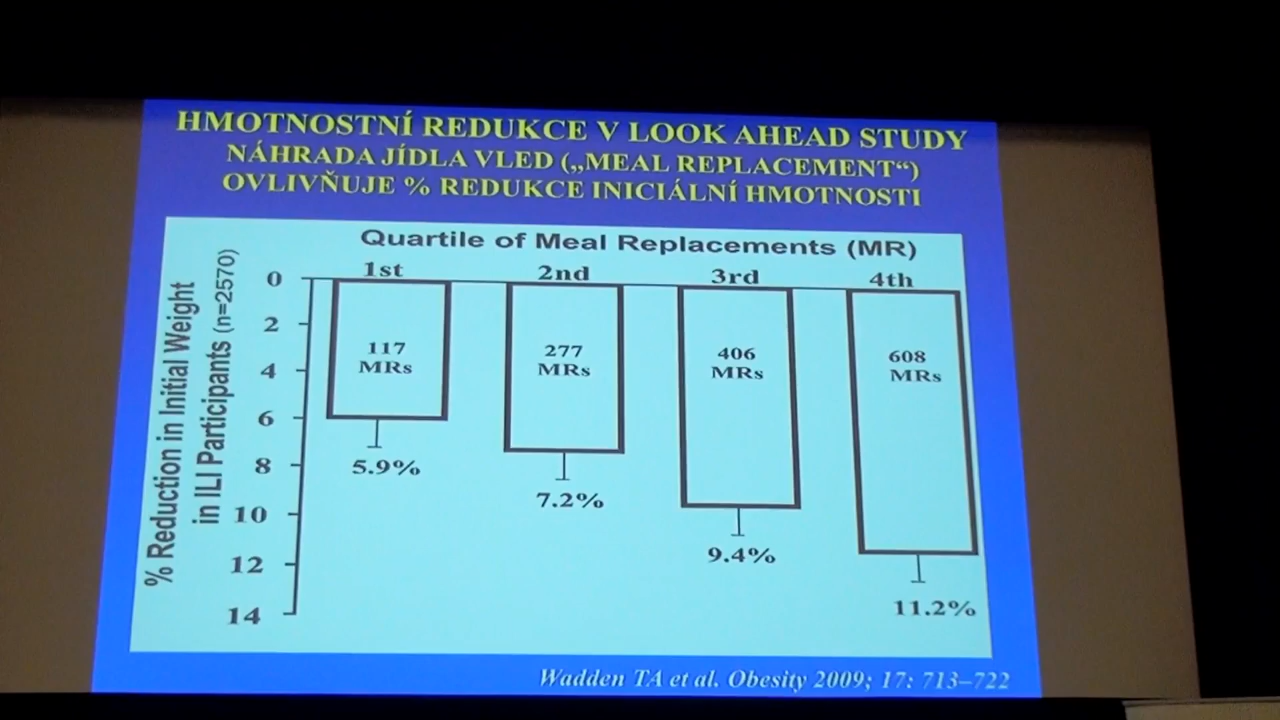 HMOTNOSTNÍ REDUKCE V LOOK AHEAD STUDY
NÁHRADA JÍDLA VLED („MEAL REPLACEMENT“)
OVLIVŇUJE % REDUKCE INICIÁLNÍ HMOTNOSTI
Quartile of Meal Replacements (MR)
1st 2nd 3rd 4th
% Reduction in Initial Weight
in ILI Participants (n=2570)
0
2
4
6
8
10
12
14
117
MRs
277
MRs
406
MRs
608
MRs
5.9%
7.2%
9.4%
11.2%
Wadden TA et al. Obesity 2009; 17: 713–722